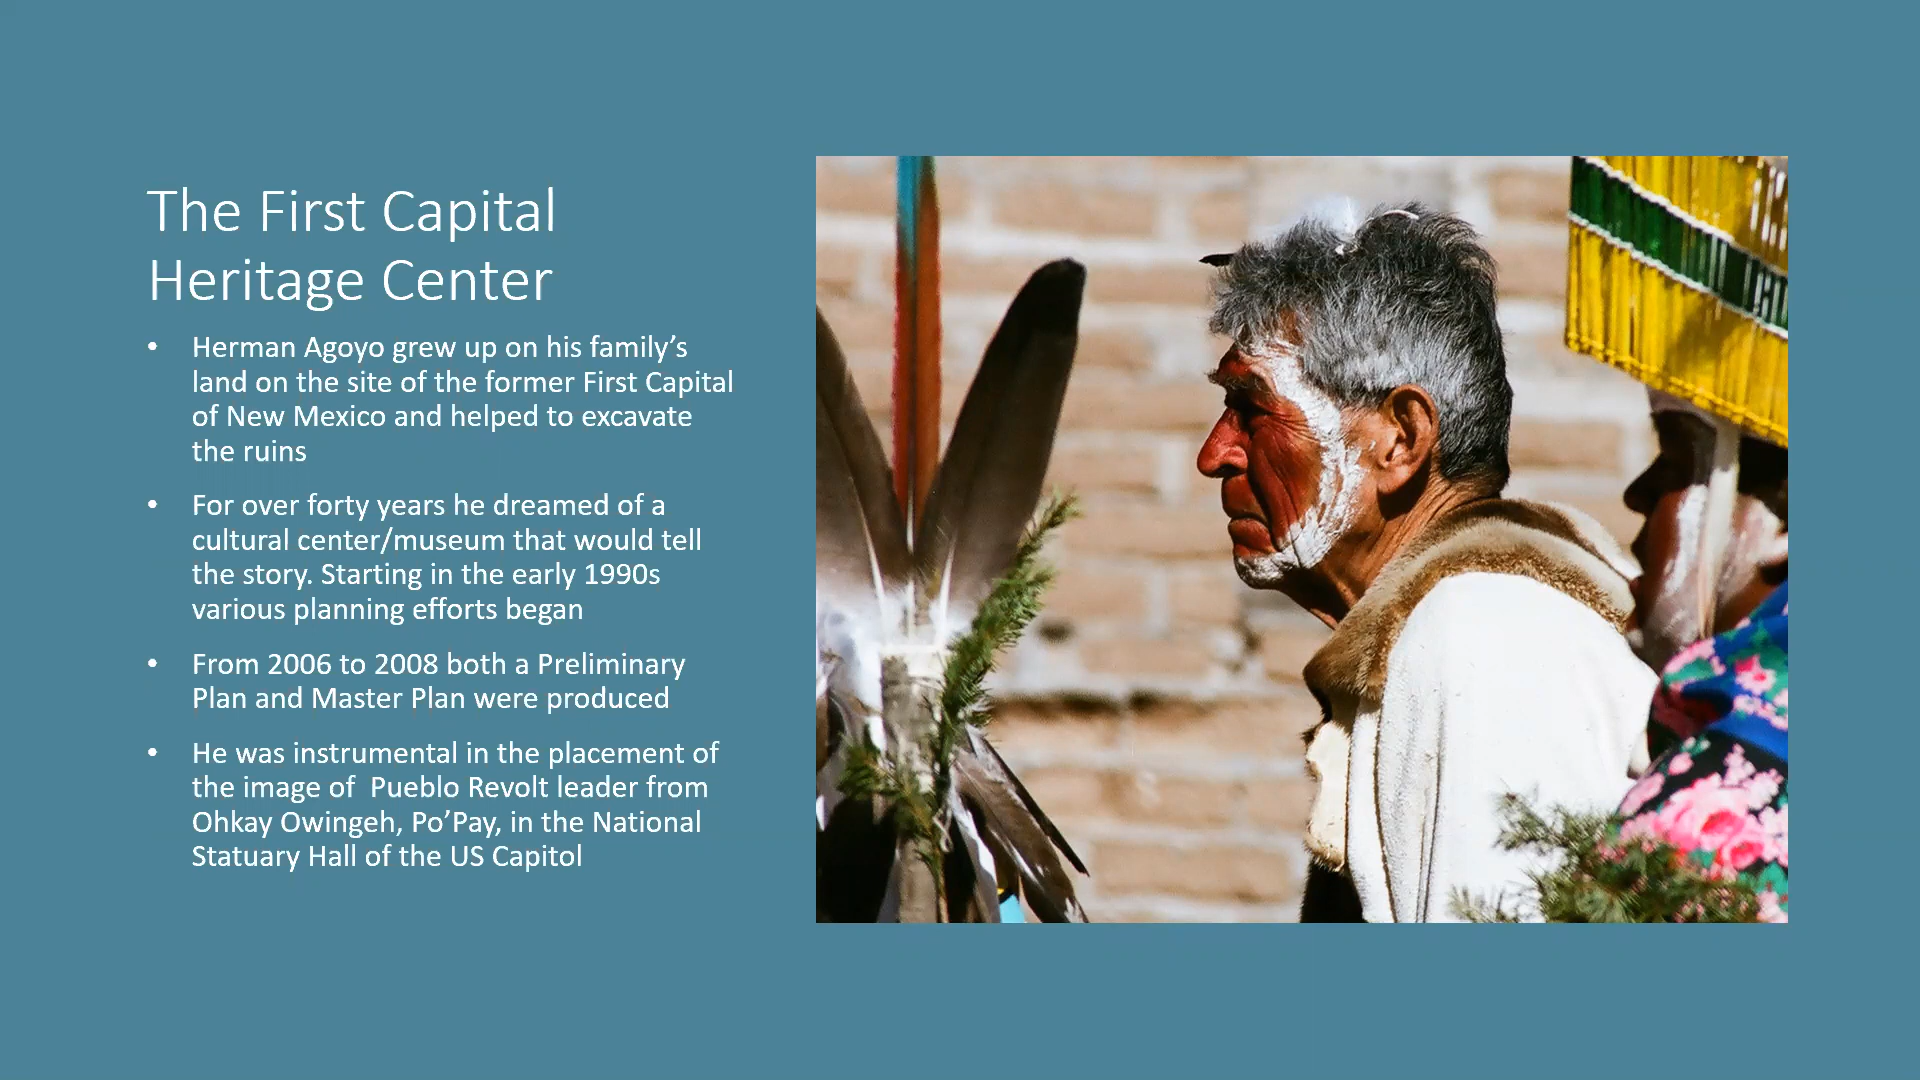 The First Capital
Heritage Center
• Herman Agoyo grew up on his family’s
land on the site of the former First Capital
of New Mexico and helped to excavate
the ruins
• For over forty years he dreamed of a
cultural center/museum that would tell
the story. Starting in the early 1990s
various planning efforts began
• From 2006 to 2008 both a Preliminary
Plan and Master Plan were produced
• He was instrumental in the placement of
the image of  Pueblo Revolt leader from
Ohkay Owingeh, Po’Pay, in the National
Statuary Hall of the US Capitol